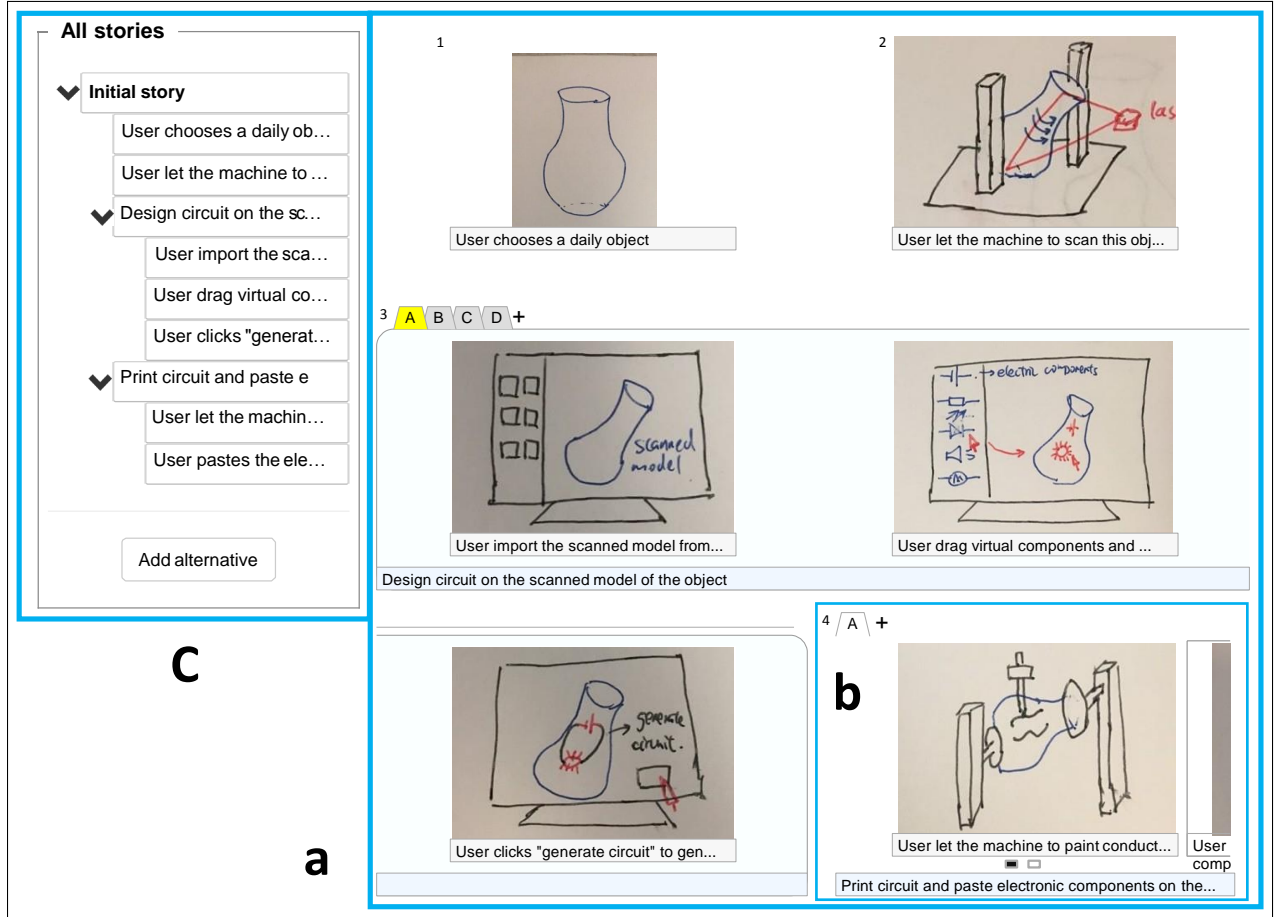 All stories
Initial story
User chooses a daily ob...
User let the machine to ...
Design circuit on the sc...
User import the sca...
User drag virtual co...
User clicks "generat...
Print circuit and paste e
User let the machin...
User pastes the ele...
Add alternative
C
1
User chooses a daily object
2
las
User let the machine to scan this obj...
3 A B C D +
scanned
model
User import the scanned model from...
electric components
M
User drag virtual components and ...
Design circuit on the scanned model of the object
generate
circuit.
User clicks "generate circuit" to gen...
a
4 A +
b
User let the machine to paint conduct...
User
comp
Print circuit and paste electronic components on the...